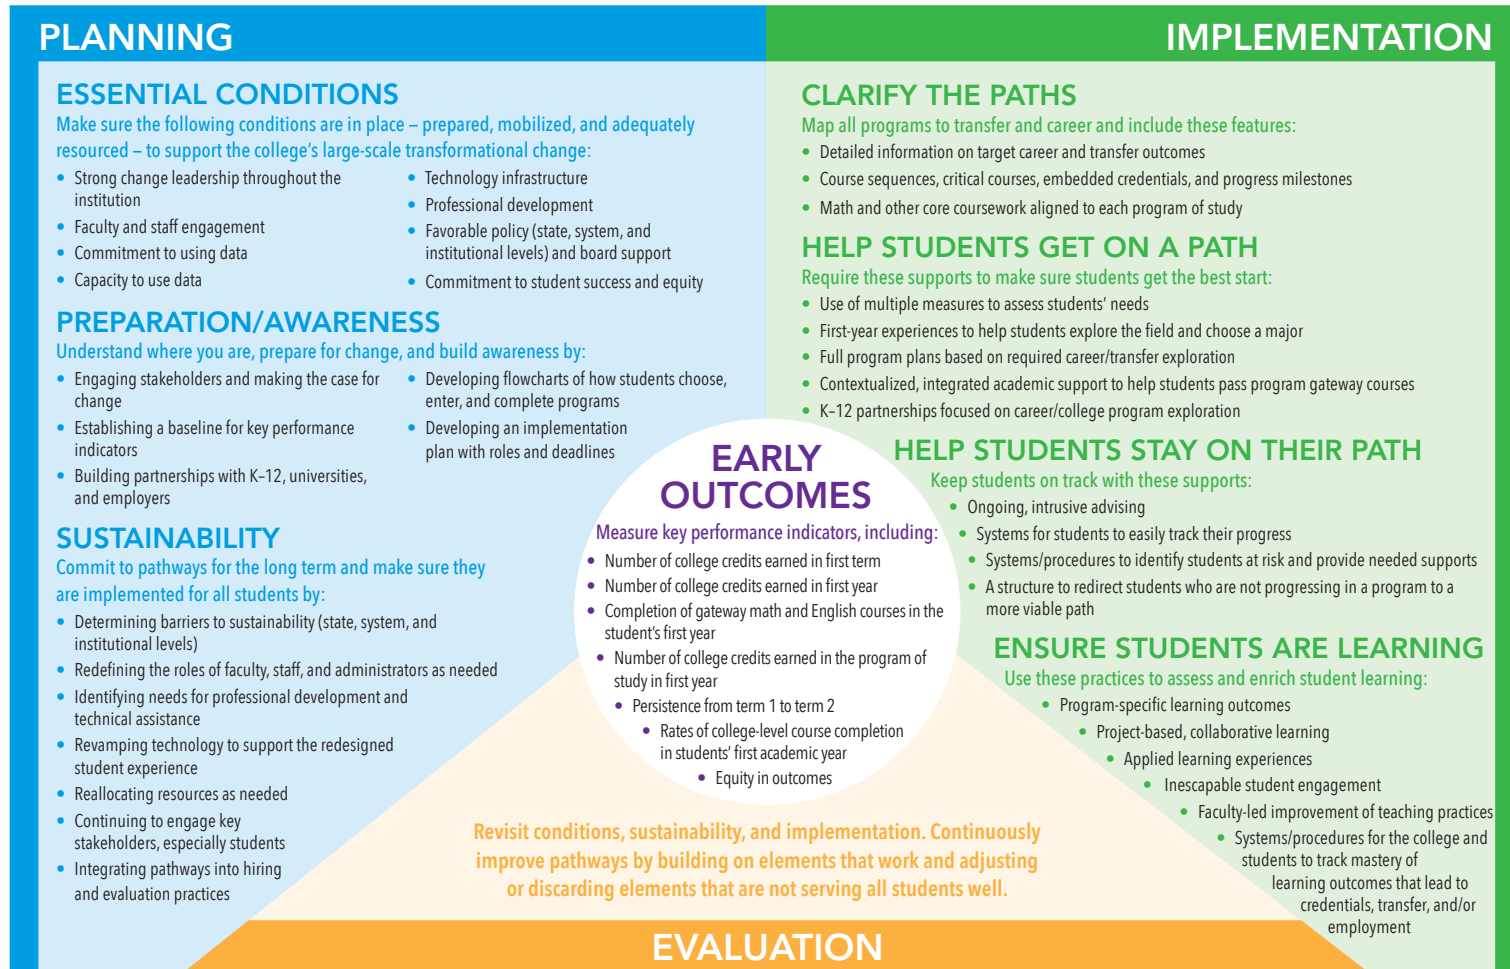 PLANNING
ESSENTIAL CONDITIONS
Make sure the following conditions are in place – prepared, mobilized, and adequately
resourced – to support the college's large-scale transformational change:
• Strong change leadership throughout the
institution
• Faculty and staff engagement
• Commitment to using data
• Capacity to use data
• Technology infrastructure
• Professional development
• Favorable policy (state, system, and
institutional levels) and board support
• Commitment to student success and equity
PREPARATION/AWARENESS
Understand where you are, prepare for change, and build awareness by:
• Engaging stakeholders and making the case for
change
• Establishing a baseline for key performance
indicators
• Building partnerships with K–12, universities,
and employers
• Developing flowcharts of how students choose,
enter, and complete programs
• Developing an implementation
plan with roles and deadlines
SUSTAINABILITY
Commit to pathways for the long term and make sure they
are implemented for all students by:
• Determining barriers to sustainability (state, system, and
institutional levels)
• Redefining the roles of faculty, staff, and administrators as needed
• Identifying needs for professional development and
technical assistance
• Revamping technology to support the redesigned
student experience
• Reallocating resources as needed
• Continuing to engage key
stakeholders, especially students
• Integrating pathways into hiring
and evaluation practices
IMPLEMENTATION
CLARIFY THE PATHS
Map all programs to transfer and career and include these features:
• Detailed information on target career and transfer outcomes
• Course sequences, critical courses, embedded credentials, and progress milestones
• Math and other core coursework aligned to each program of study
HELP STUDENTS GET ON A PATH
Require these supports to make sure students get the best start:
• Use of multiple measures to assess students' needs
• First-year experiences to help students explore the field and choose a major
• Full program plans based on required career/transfer exploration
• Contextualized, integrated academic support to help students pass program gateway courses
• K–12 partnerships focused on career/college program exploration
HELP STUDENTS STAY ON THEIR PATH
Keep students on track with these supports:
• Ongoing, intrusive advising
• Systems for students to easily track their progress
• Systems/procedures to identify students at risk and provide needed supports
• A structure to redirect students who are not progressing in a program to a
more viable path
ENSURE STUDENTS ARE LEARNING
Use these practices to assess and enrich student learning:
• Program-specific learning outcomes
• Project-based, collaborative learning
• Applied learning experiences
• Inescapable student engagement
• Faculty-led improvement of teaching practices
• Systems/procedures for the college and
students to track mastery of
learning outcomes that lead to
credentials, transfer, and/or
employment
EARLY
OUTCOMES
Measure key performance indicators, including:
• Number of college credits earned in first term
• Number of college credits earned in first year
• Completion of gateway math and English courses in the
student's first year
• Number of college credits earned in the program of
study in first year
• Persistence from term 1 to term 2
• Rates of college-level course completion
in students' first academic year
• Equity in outcomes
Revisit conditions, sustainability, and implementation. Continuously
improve pathways by building on elements that work and adjusting
or discarding elements that are not serving all students well.
EVALUATION